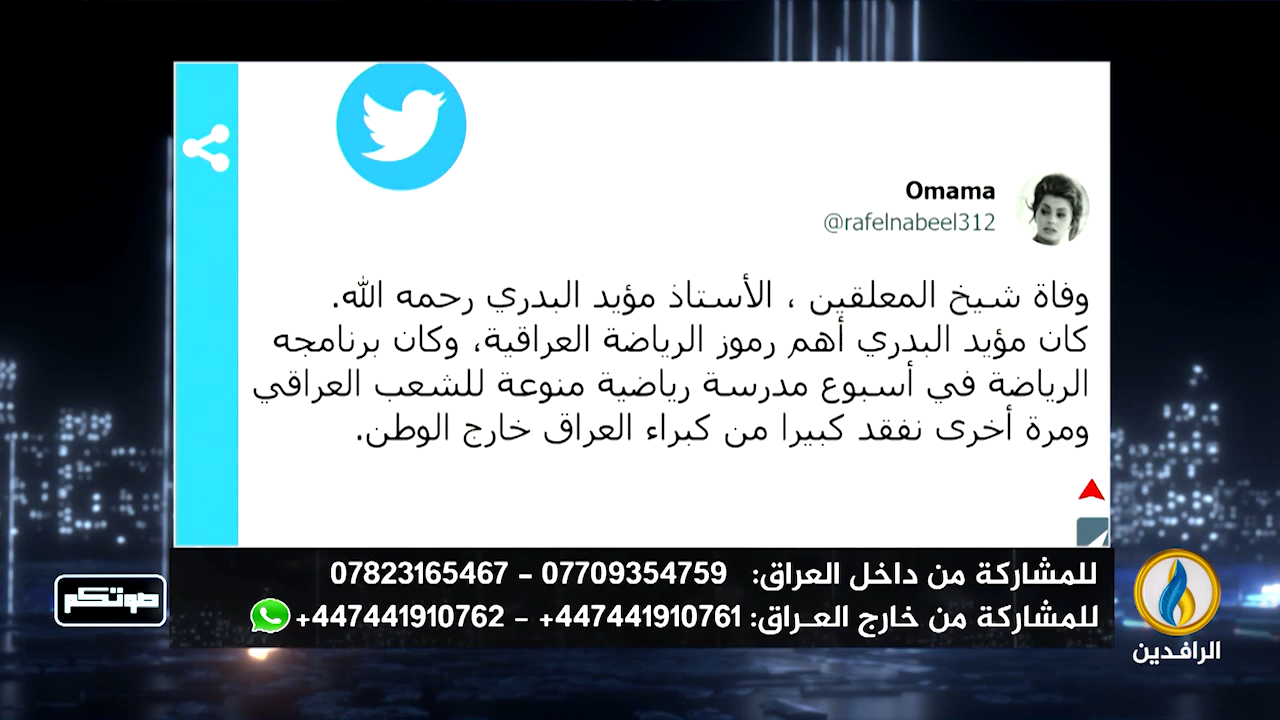 Omama
@rafelnabeel312
وفاة شيخ المعلقين ، الأستاذ مؤيد البدري رحمه الله.
كان مؤيد البدري أهم رموز الرياضة العراقية، وكان برنامجه
الرياضة في أسبوع مدرسة رياضية منوعة للشعب العراقي
ومرة أخرى نفقد كبيرا من كبراء العراق خارج الوطن.
للمشاركة من داخل العراق: 07709354759 - 07823165467
للمشاركة من خارج العـراق: 447441910761+ - 447441910762+
صوتكم
الرافدين